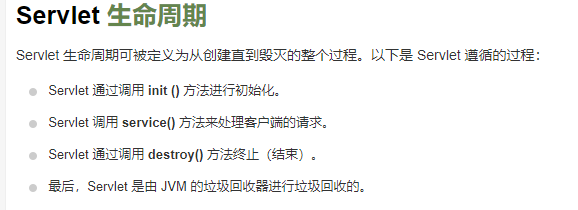 Servlet 生命周期
Servlet 生命周期可被定义为从创建直到毁灭的整个过程。以下是 Servlet 遵循的过程：
Servlet 通过调用 init () 方法进行初始化。
Servlet 调用 service() 方法来处理客户端的请求。
Servlet 通过调用 destroy() 方法终止（结束）。
最后，Servlet 是由 JVM 的垃圾回收器进行垃圾回收的。